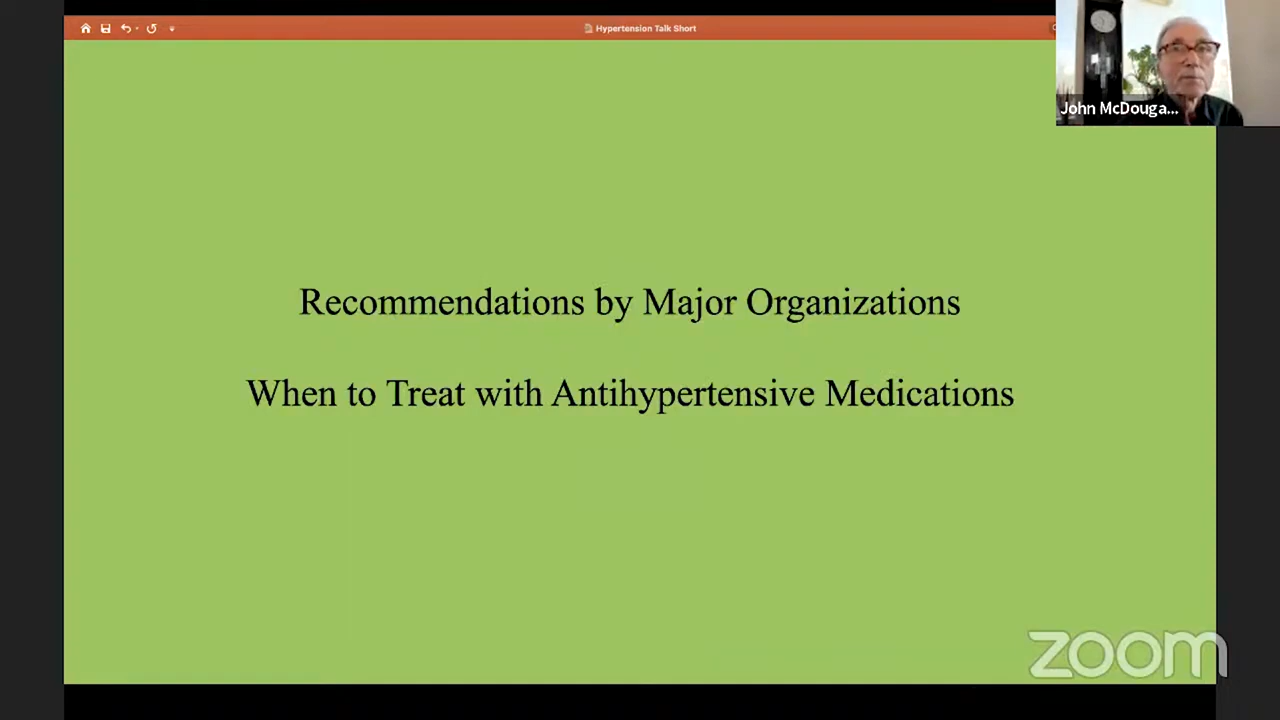 Hypertension Talk Short
John McDouga...
Recommendations by Major Organizations
When to Treat with Antihypertensive Medications
zoom